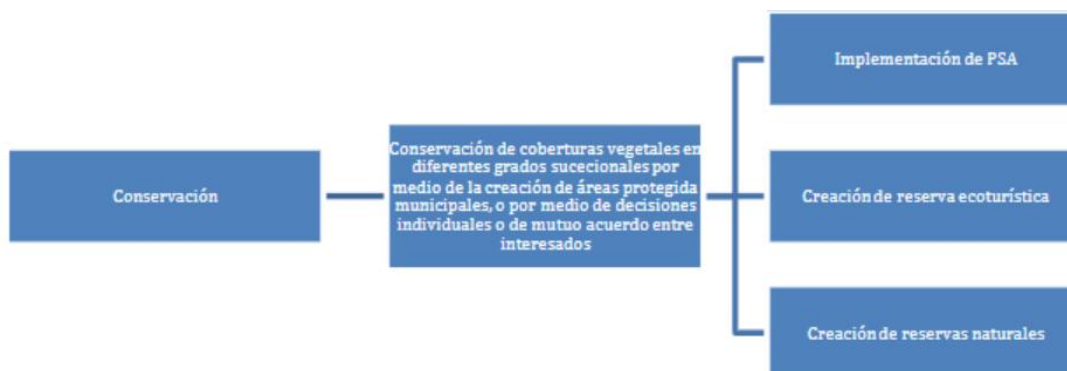 Conservación
Conservación de coberturas vegetales en
diferentes grados sucecionales por
medio de la creación de áreas protegida
municipales, o por medio de decisiones
individuales o de mutuo acuerdo entre
interesados
Implementación de PSA
Creación de reserva ecoturística
Creación de reservas naturales